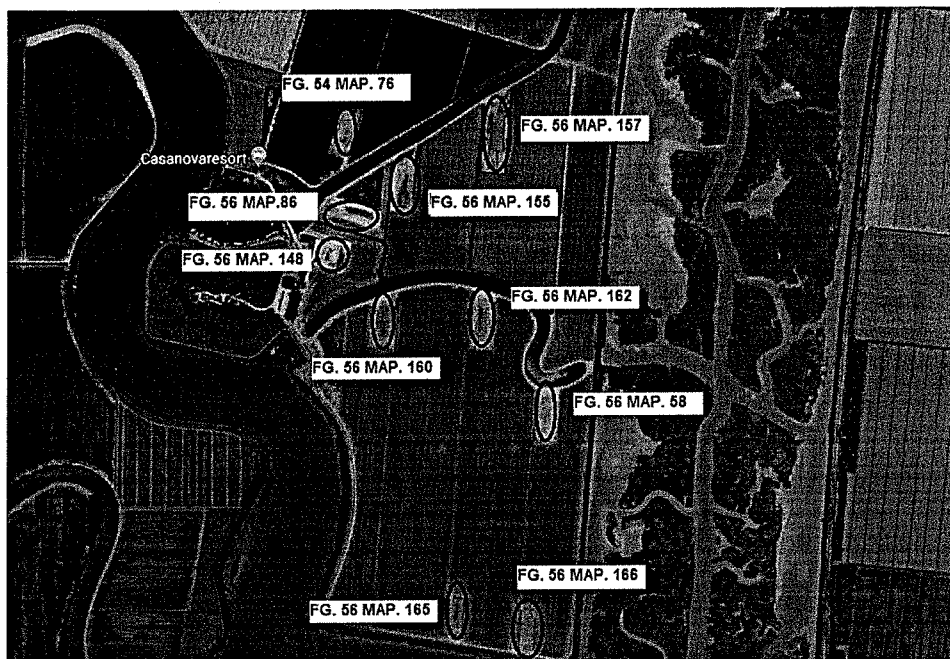 FG. 54 MAP. 76
FG. 56 MAP. 157
Casanovaresort
FG. 56 MAP.86
FG. 56 MAP. 155
FG. 56 MAP. 148
FG. 56 MAP. 162
FG. 56 MAP. 160
FG. 56 MAP. 58
FG. 56 MAP. 166
FG. 56 MAP. 165